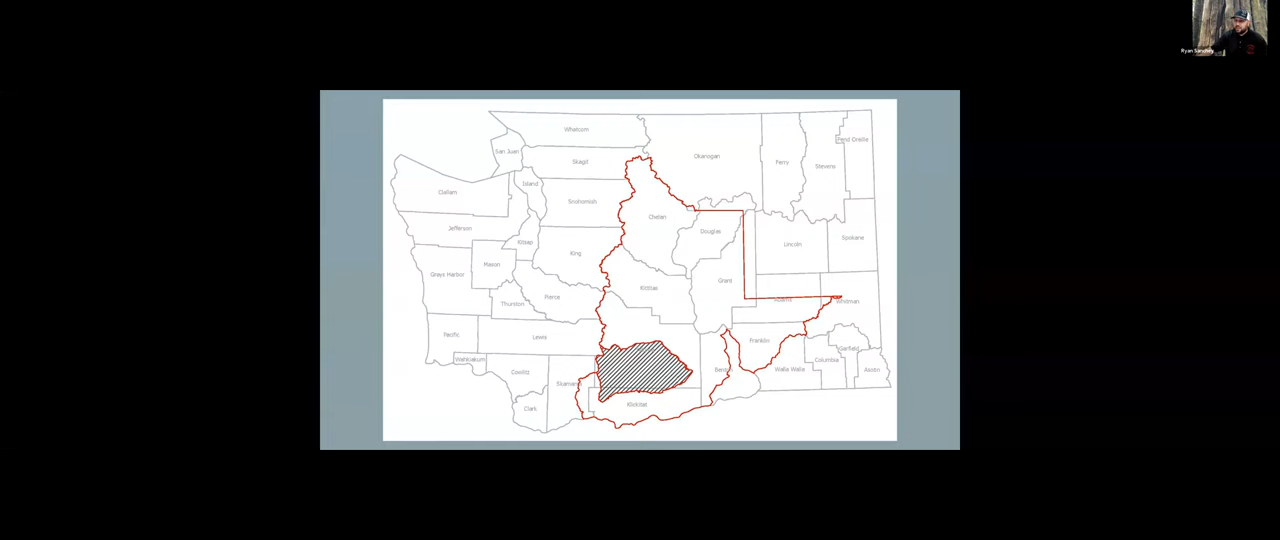 Ryan Sanchey
Whatcom
San Juan
Skagit
Okanogan
Ferry
Stevens
Pend Oreille
Island
Clallam
Snohomish
Chelan
Jefferson
Douglas
Kitsap
King
Lincoln
Spokane
Mason
Grays Harbor
Kittitas
Grant
Pierce
Thurston
Adams
Whitman
Pacific
Lewis
Franklin
Garfield
Wahkiakum
Columbia
Cowlitz
Benton
Walla Walla
Asotin
Skamania
Klickitat
Clark